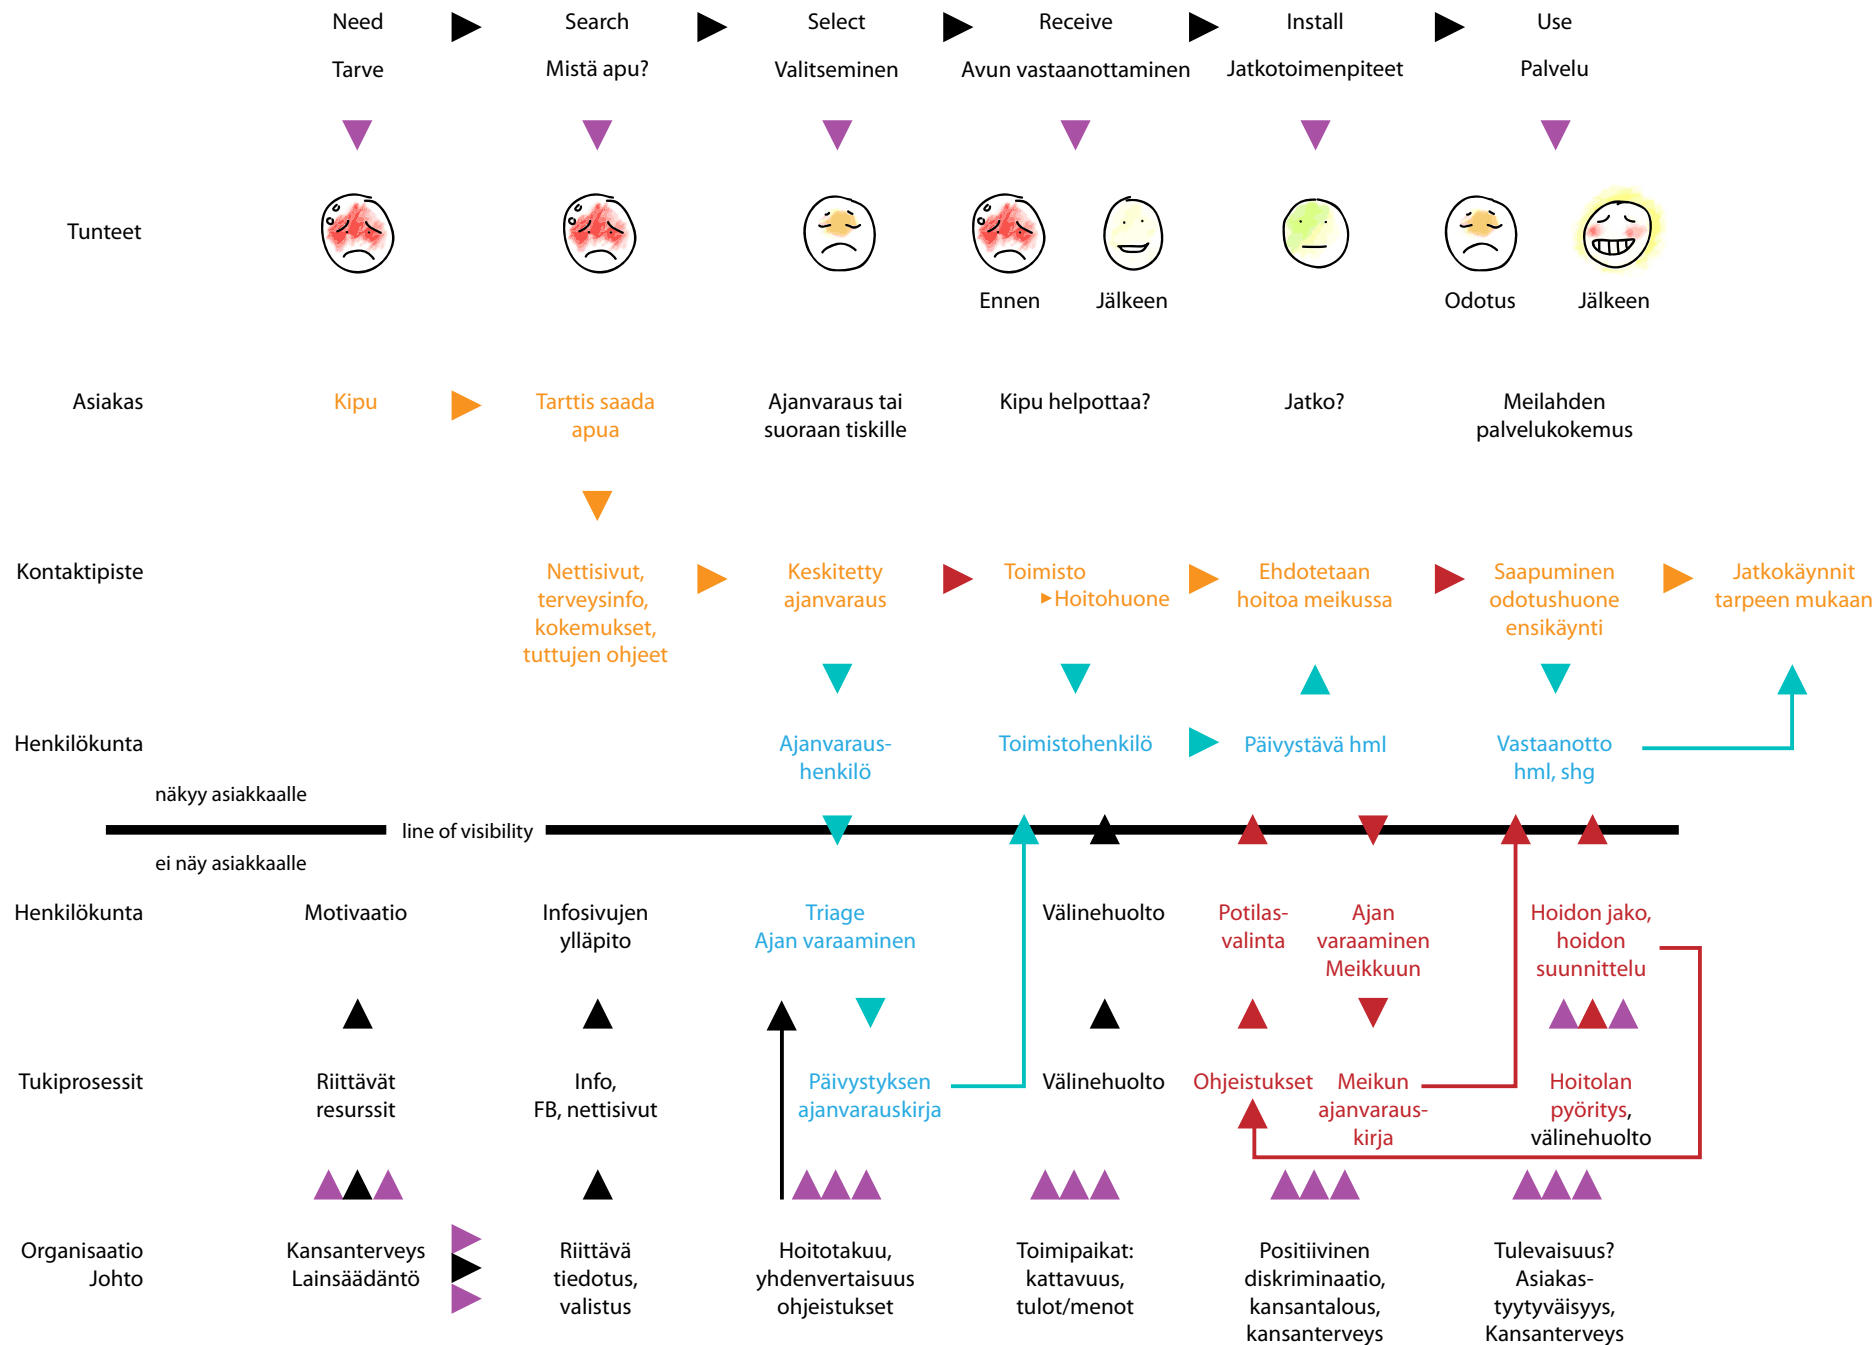 Need
Search
Select
Receive
Install
Use
Tarve
Mistä apu?
Valitseminen
Avun vastaanottaminen
Jatkotoimenpiteet
Palvelu
Tunteet
Ennen
Jälkeen
Odotus
Jälkeen
Asiakas
Kipu
Tarttis saada
apua
Ajanvaraus tai
suoraan tiskille
Kipu helpottaa?
Jatko?
Meilahden
palvelukokemus
Kontaktipiste
Nettisivut,
terveysinfo,
kokemukset,
tuttujen ohjeet
Keskitetty
ajanvaraus
Toimisto
Hoitohuone
Ehdotetaan
hoitoa meikussa
Saapuminen
odotushuone
ensikäynti
Jatkokäynnit
tarpeen mukaan
Henkilökunta
Ajanvaraus-
henkilö
Toimistohenkilö
Päivystävä hml
Vastaanotto
hml, shg
näkyy asiakkaalle
line of visibility
ei näy asiakkaalle
Henkilökunta
Motivaatio
Infosivujen
ylläpito
Triage
Ajan varaaminen
Välinehuolto
Potilas-
valinta
Ajan
varaaminen
Meikkuun
Hoidon jako,
hoidon
suunnittelu
Tukiprosessit
Riittävät
resurssit
Info,
FB, nettisivut
Päivystyksen
ajanvarauskirja
Välinehuolto
Ohjeistukset
Meikun
ajanvaraus-
kirja
Hoitolan
pyöritys,
välinehuolto
Organisaatio
Johto
Kansanterveys
Lainsäädäntö
Riittävä
tiedotus,
valistus
Hoitotakuu,
yhdenvertaisuus
ohjeistukset
Toimipaikat:
kattavuus,
tulot/menot
Positiivinen
diskriminaatio,
kansantalous,
kansanterveys
Tulevaisuus?
Asiakas-
tyytyväisyys,
Kansanterveys